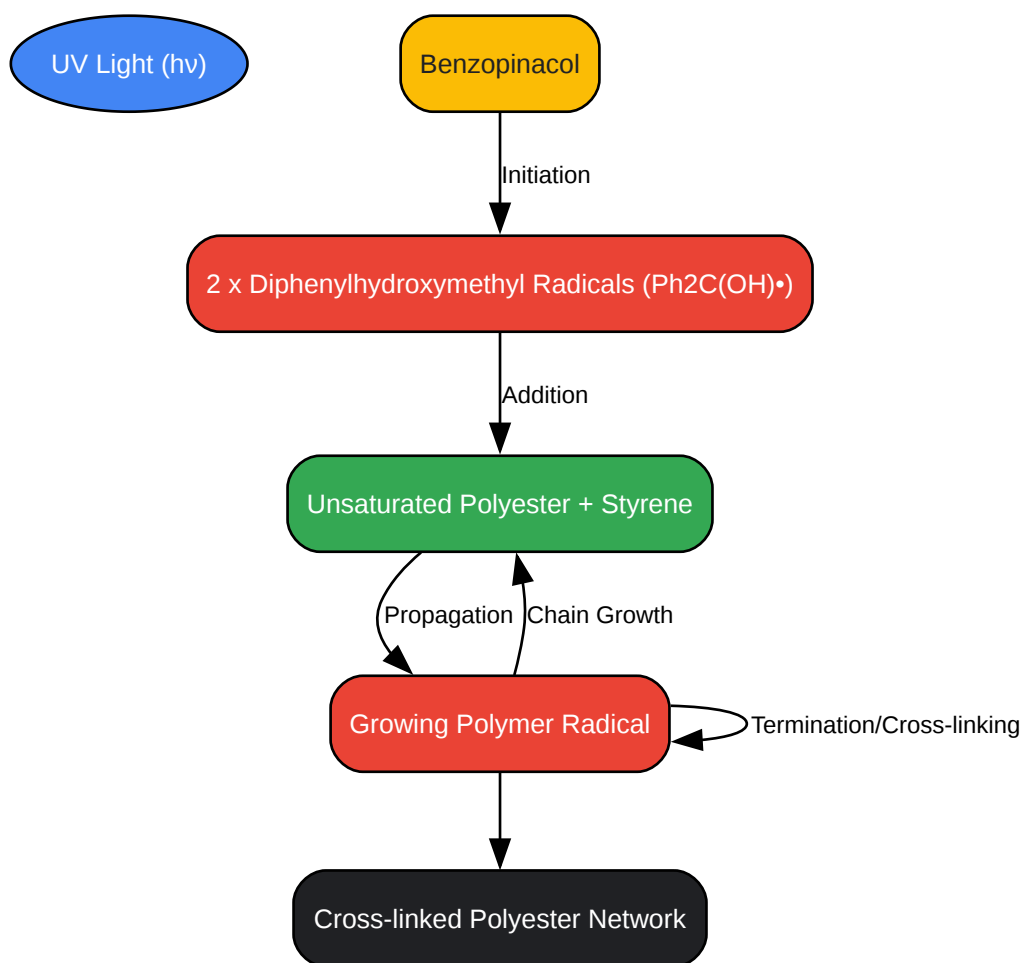 UV Light (hν)
Benzopinacol
Initiation
2 x Diphenylhydroxymethyl Radicals (Ph2C(OH)•)
Addition
Unsaturated Polyester + Styrene
Propagation
Chain Growth
Growing Polymer Radical
Termination/Cross-linking
Cross-linked Polyester Network